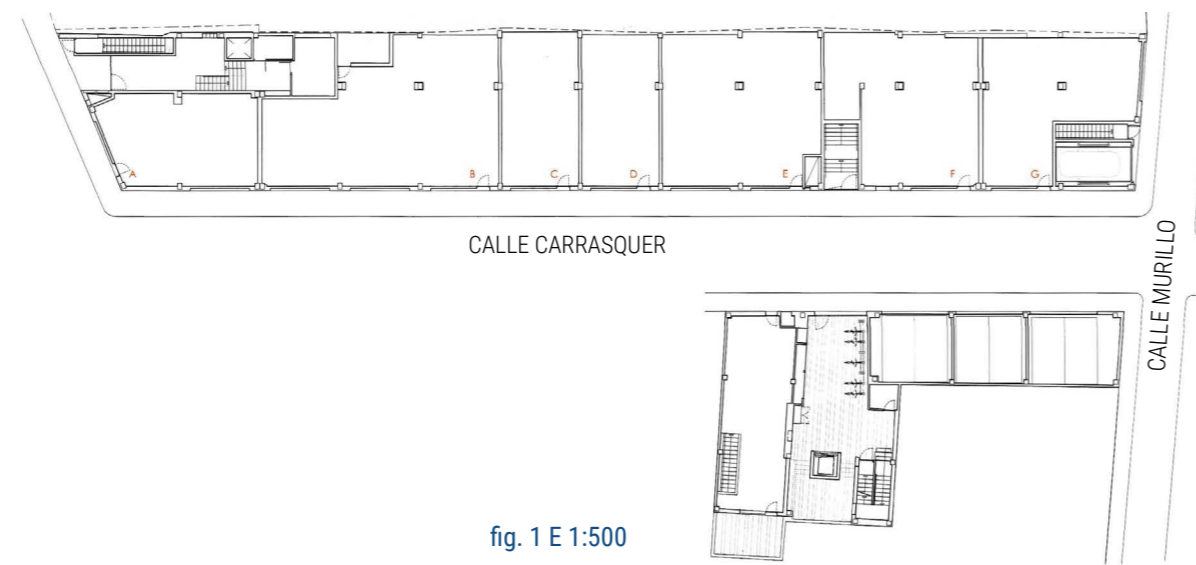 A
B
C
D
E
F
G
CALLE CARRASQUER
CALLE MURILLO
fig. 1 E 1:500